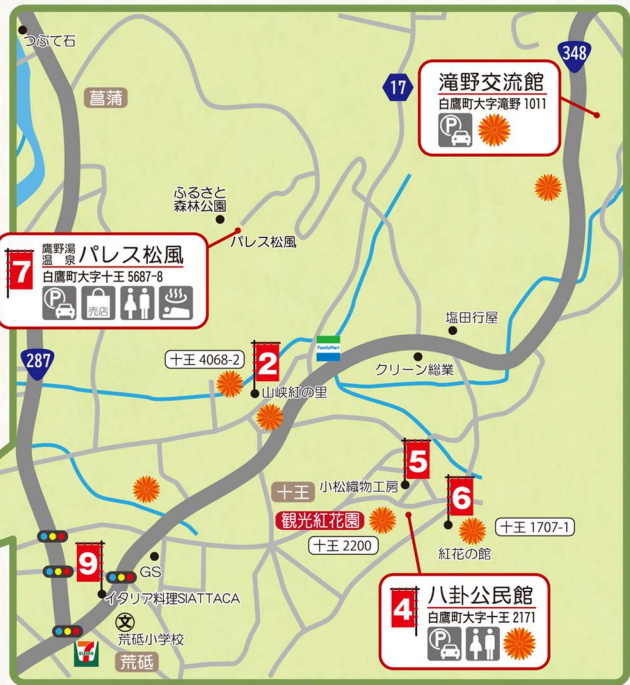 つぶて石
菖蒲
17
348
滝野交流館
白鷹町大字滝野 1011
P
ふるさと
森林公園
パレス松風
7
鷹野湯
温泉
パレス松風
白鷹町大字十王 5687-8
P
売店
287
十王 4068-2
2
山峡紅の里
FamilyMart
塩田行屋
クリーン総業
5
小松織物工房
十王
観光紅花園
十王 2200
6
紅花の館
十王 1707-1
4
八卦公民館
白鷹町大字十王 2171
P
9
GS
イタリア料理SIATTACA
文
荒砥小学校
荒砥
7
ELEVEN